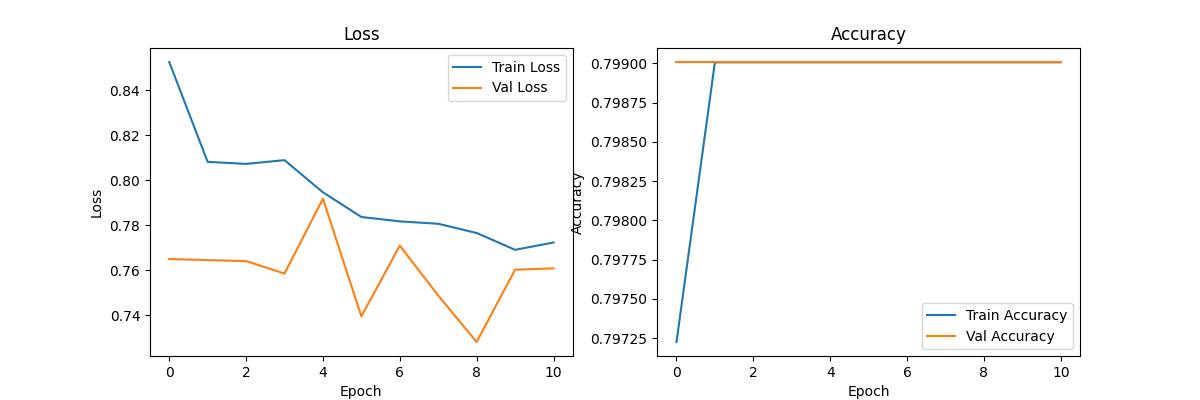 Loss
Train Loss
Val Loss
0.84
0.82
0.80
0.78
0.76
0.74
Loss
0 2 4 6 8 10
Epoch
Accuracy
0.79900
0.79875
0.79850
0.79825
0.79800
0.79775
0.79750
0.79725
Accuracy
Train Accuracy
Val Accuracy
0 2 4 6 8 10
Epoch